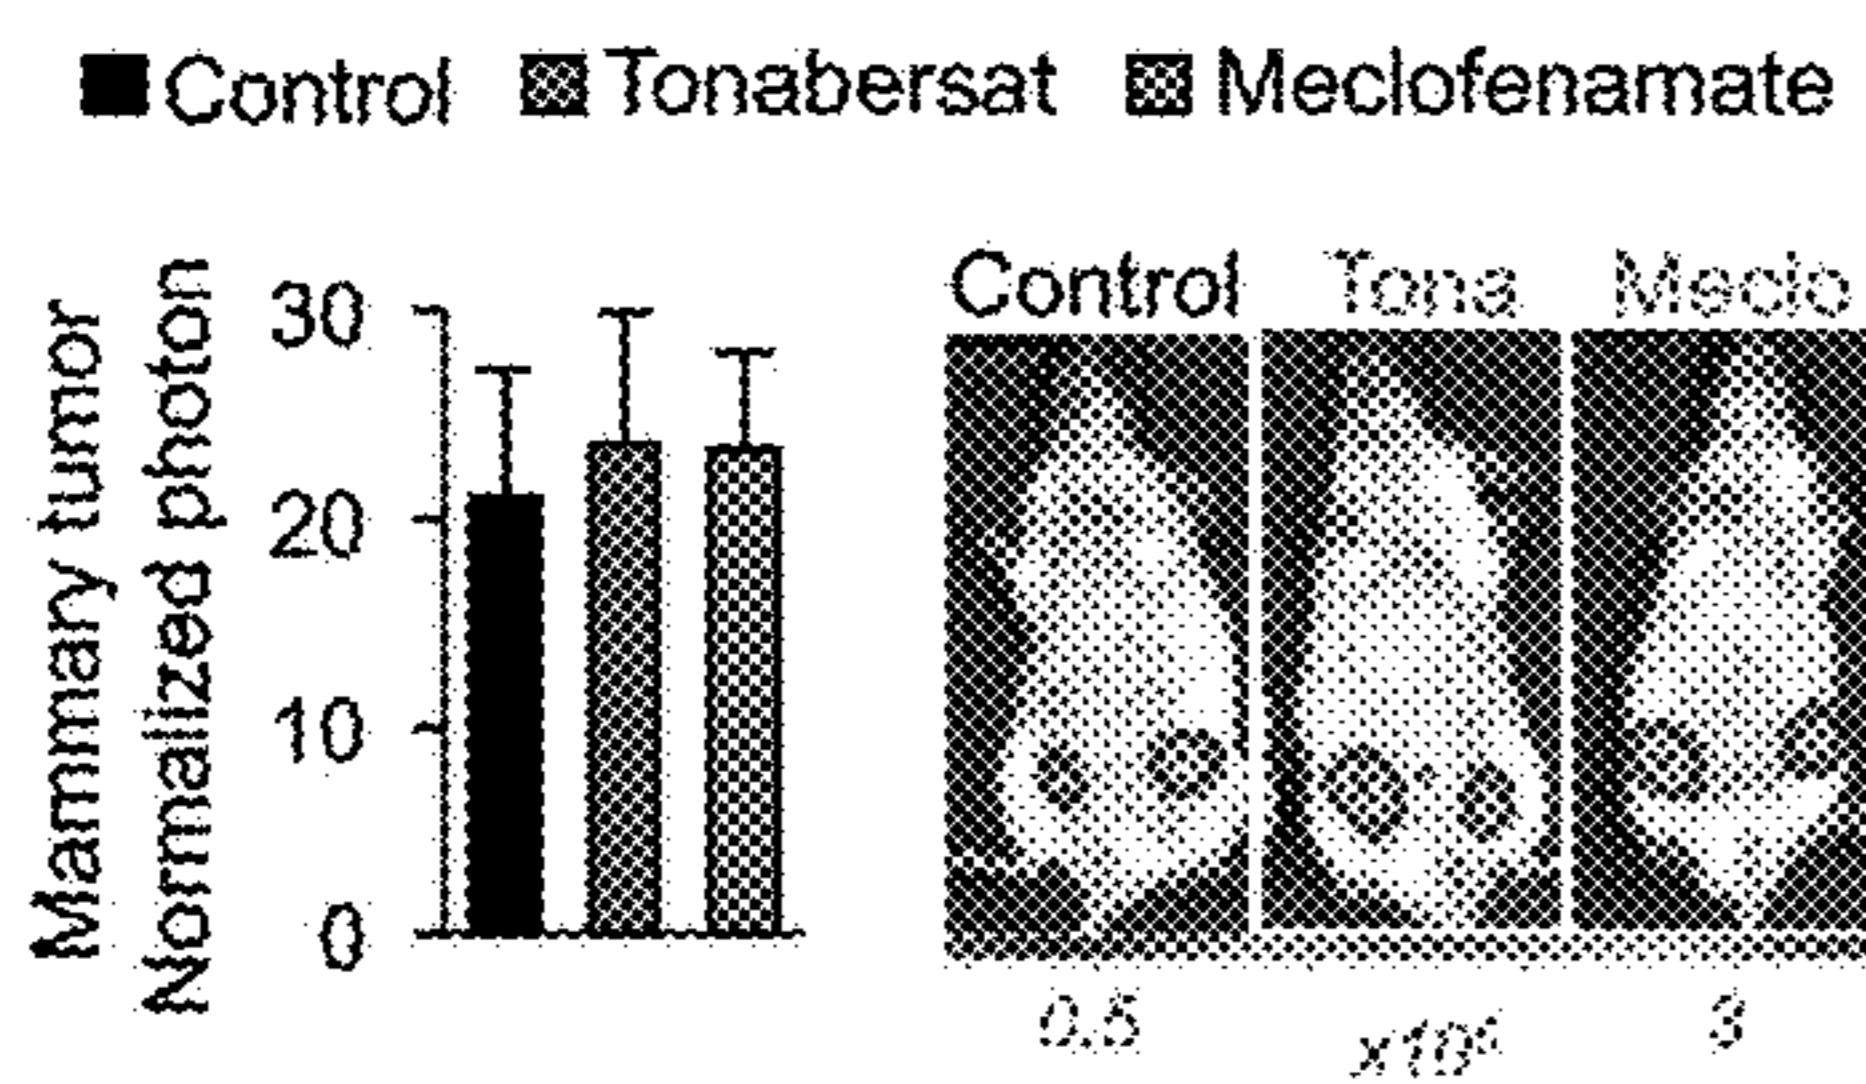 Control Tonabersat Meclofenamate
Mammary tumor
Normalized photon
30
20
10
0
Control Tona Meclo
0.5 3